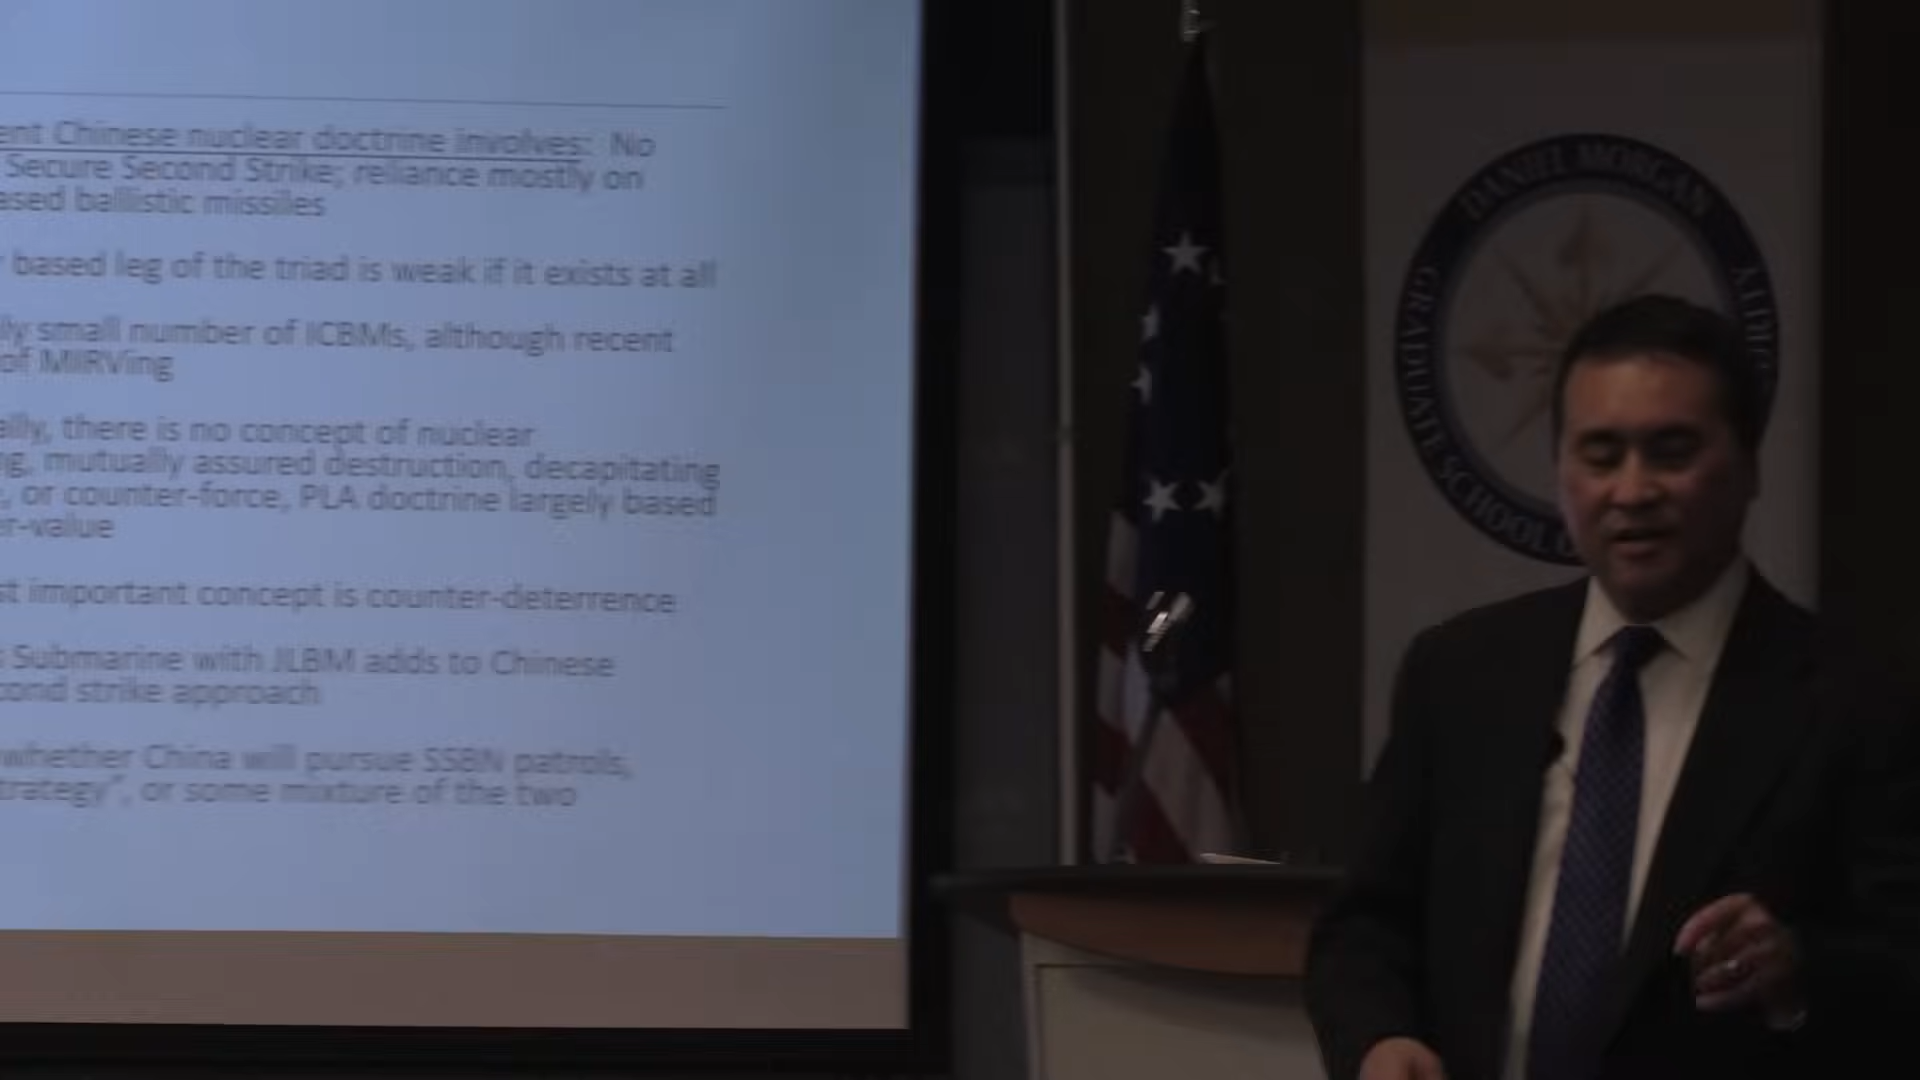 ent Chinese nuclear doctrine involves: No
Secure Second Strike; reliance mostly on
ased ballistic missiles
based leg of the triad is weak if it exists at all
ly small number of ICBMs, although recent
of MIRVing
ally, there is no concept of nuclear
ng, mutually assured destruction, decapitating
, or counter-force, PLA doctrine largely based
er-value
st important concept is counter-deterrence
s Submarine with JLBM adds to Chinese
cond strike approach
whether China will pursue SSBN patrols,
trategy", or some mixture of the two
DANIEL MORGAN
GRADUATE SCHOOL O